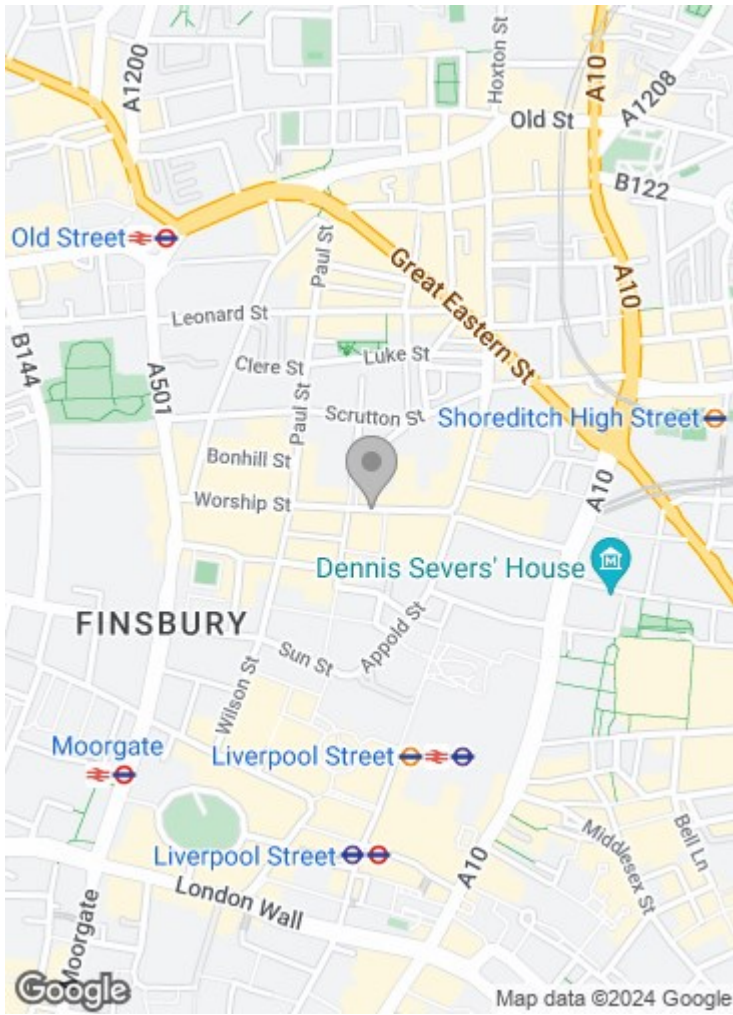 A1200
Hoxton St
A10
A1208
Old St
B122
Old Street
Paul St
Great Eastern St
A10
Leonard St
B144
A501
Clere St
Luke St
Paul St
Scrutton St
Shoreditch High Street
Bonhill St
Worship St
A10
Dennis Severs' House
FINSBURY
Appold St
Sun St
Wilson St
Moorgate
Liverpool Street
Liverpool Street
Middlesex St
Bell Ln
A10
London Wall
Moorgate
Google
Map data ©2024 Google